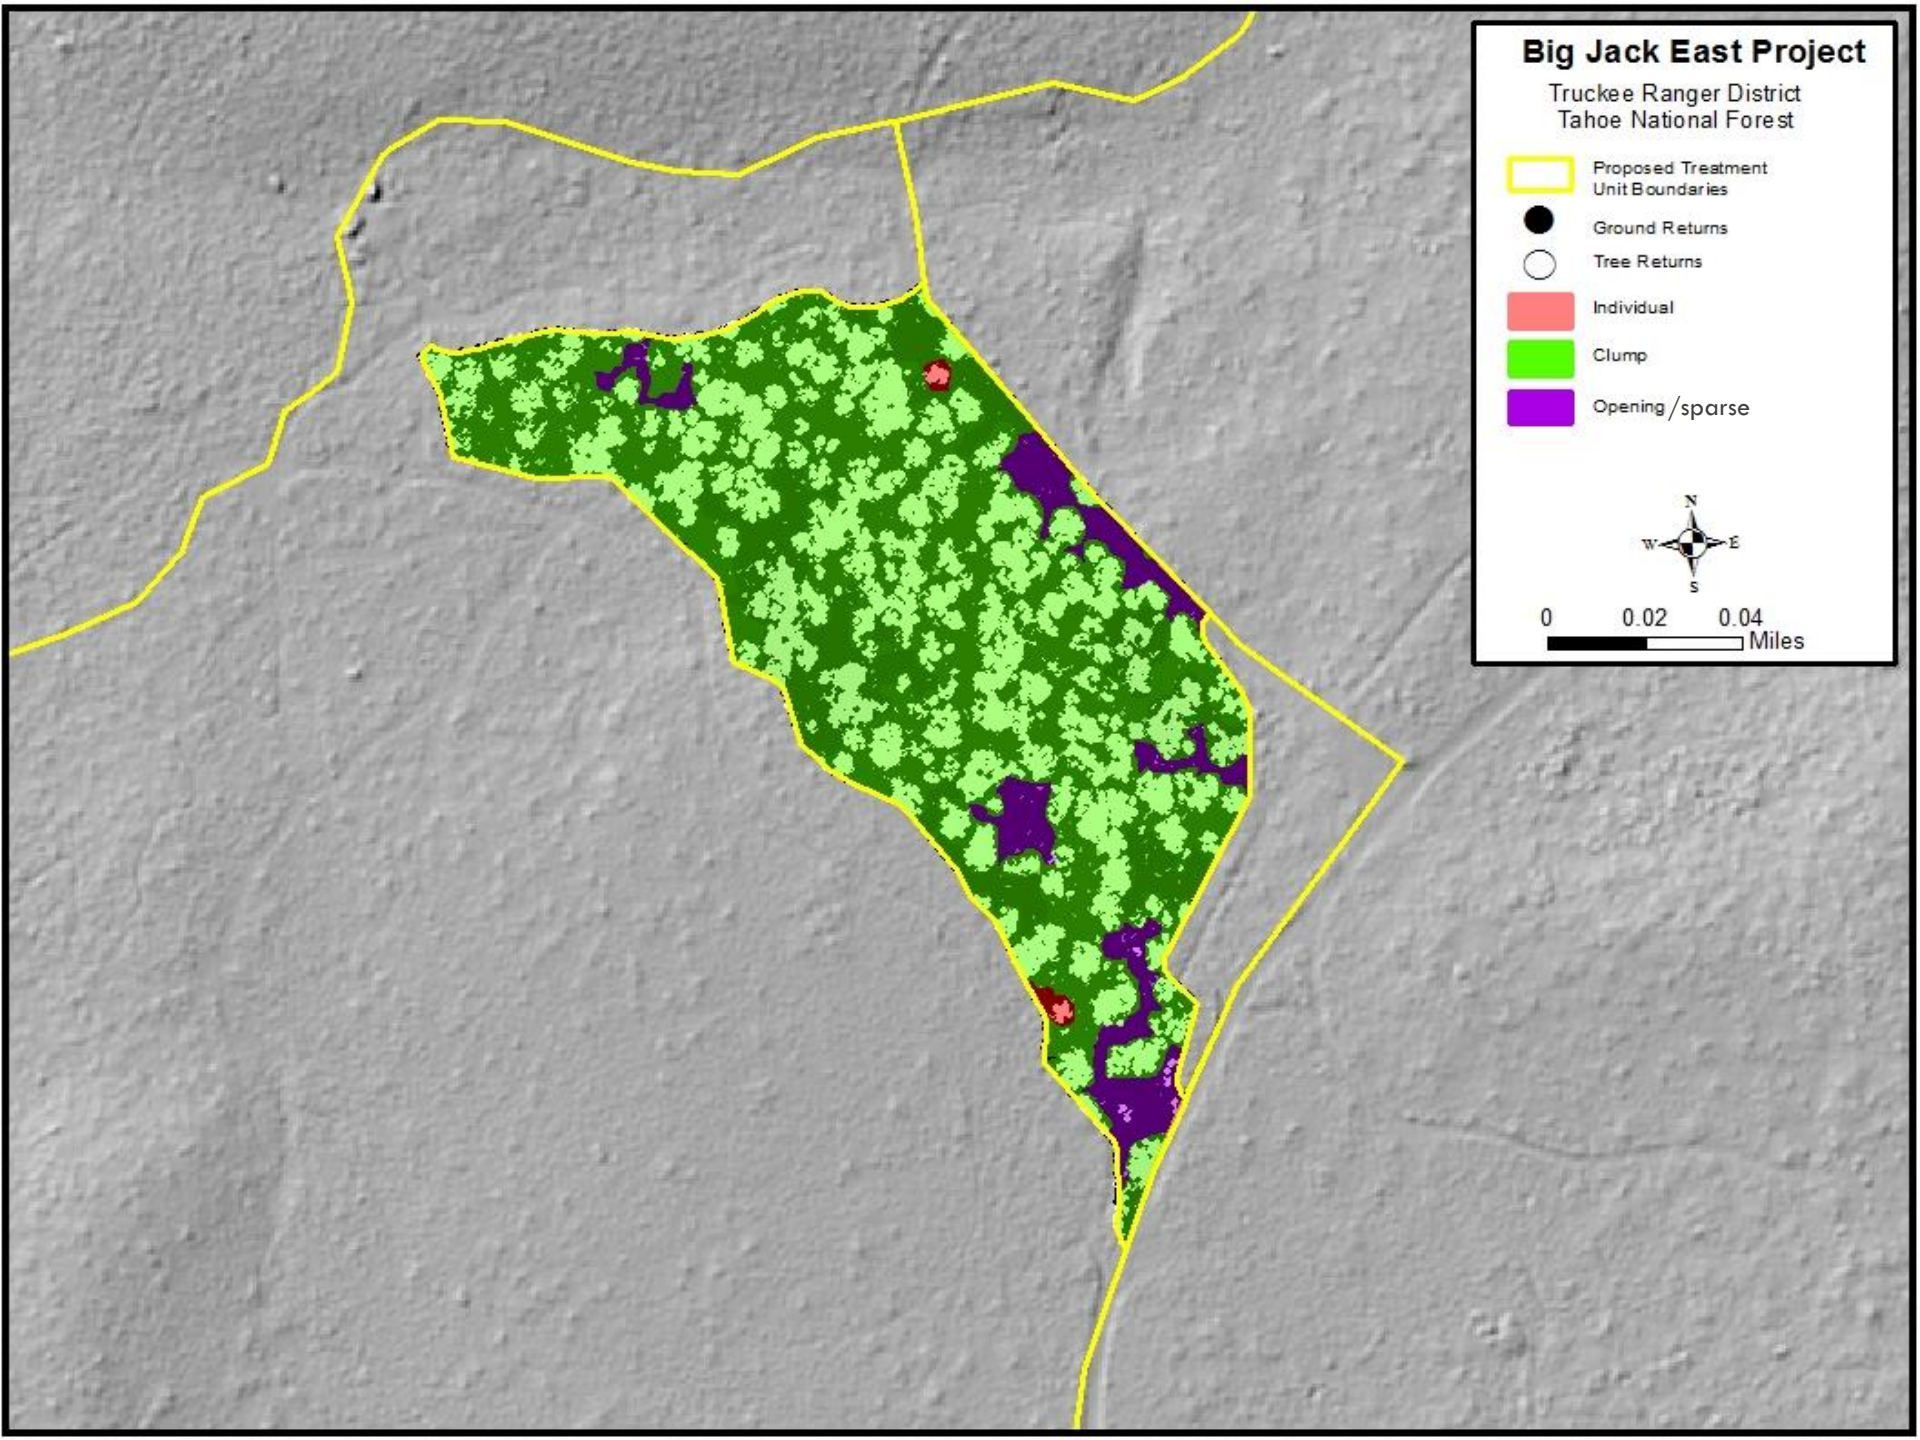 Big Jack East Project
Truckee Ranger District
Tahoe National Forest
Proposed Treatment
Unit Boundaries
Ground Returns
Tree Returns
Individual
Clump
Opening/sparse
N
W E
S
0 0.02 0.04
Miles